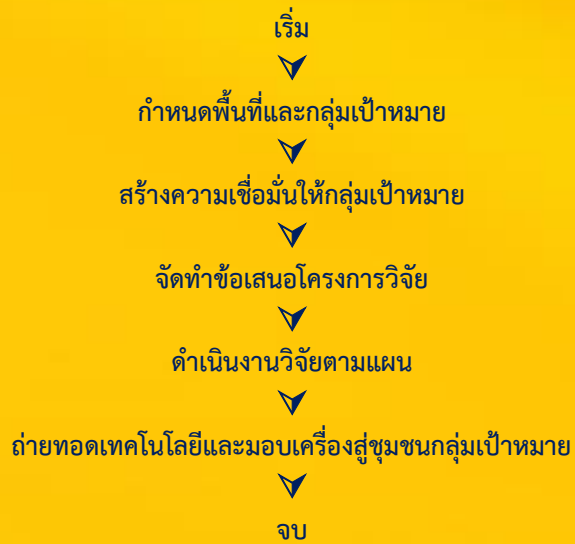 เริ่ม
กำหนดพื้นที่และกลุ่มเป้าหมาย
สร้างความเชื่อมั่นให้กลุ่มเป้าหมาย
จัดทำข้อเสนอโครงการวิจัย
ดำเนินงานวิจัยตามแผน
ถ่ายทอดเทคโนโลยีและมอบเครื่องสู่ชุมชนกลุ่มเป้าหมาย
จบ